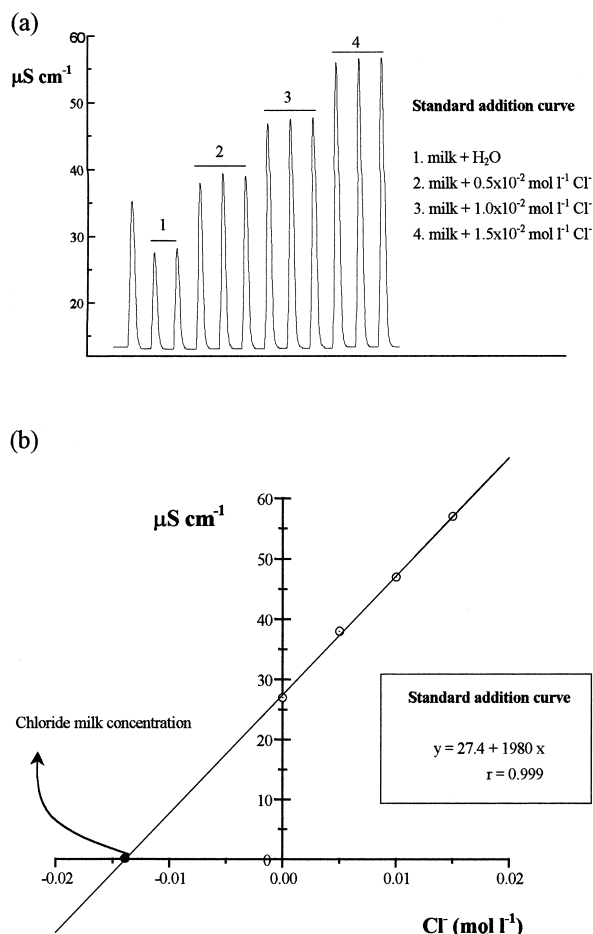 (a)
60
µS cm⁻¹
50
40
30
20
1
2
3
4
Standard addition curve
1. milk + H₂O
2. milk + 0.5x10⁻² mol l⁻¹ Cl⁻
3. milk + 1.0x10⁻² mol l⁻¹ Cl⁻
4. milk + 1.5x10⁻² mol l⁻¹ Cl⁻
(b)
µS cm⁻¹
60
50
40
30
20
10
0
Chloride milk concentration
Standard addition curve
y = 27.4 + 1980 x
r = 0.999
-0.02 -0.01 0.00 0.01 0.02
Cl⁻ (mol l⁻¹)